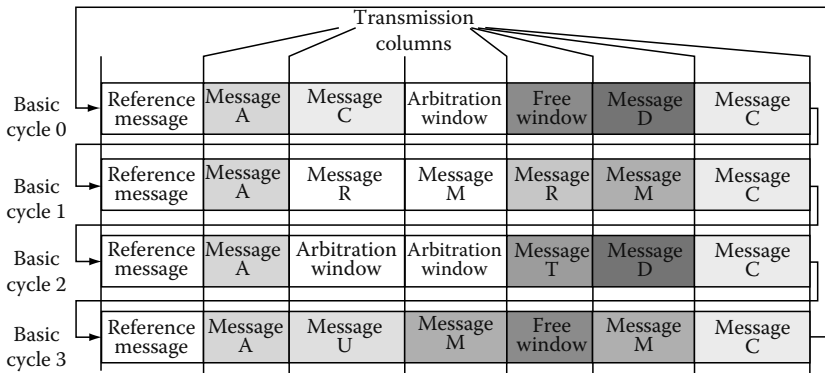 Transmission
columns
Basic
cycle 0
Reference
message
Message
A
Message
C
Arbitration
window
Free
window
Message
D
Message
C
Basic
cycle 1
Reference
message
Message
A
Message
R
Message
M
Message
R
Message
M
Message
C
Basic
cycle 2
Reference
message
Message
A
Arbitration
window
Arbitration
window
Message
T
Message
D
Message
C
Basic
cycle 3
Reference
message
Message
A
Message
U
Message
M
Free
window
Message
M
Message
C